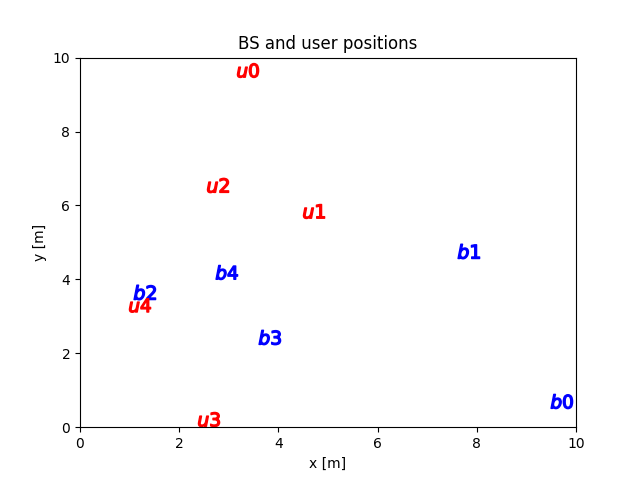 BS and user positions
10
u0
8
u2
6
u1
b1
y [m]
b4
4
b2
u4
b3
2
b0
u3
0
0 2 4 6 8 10
x [m]